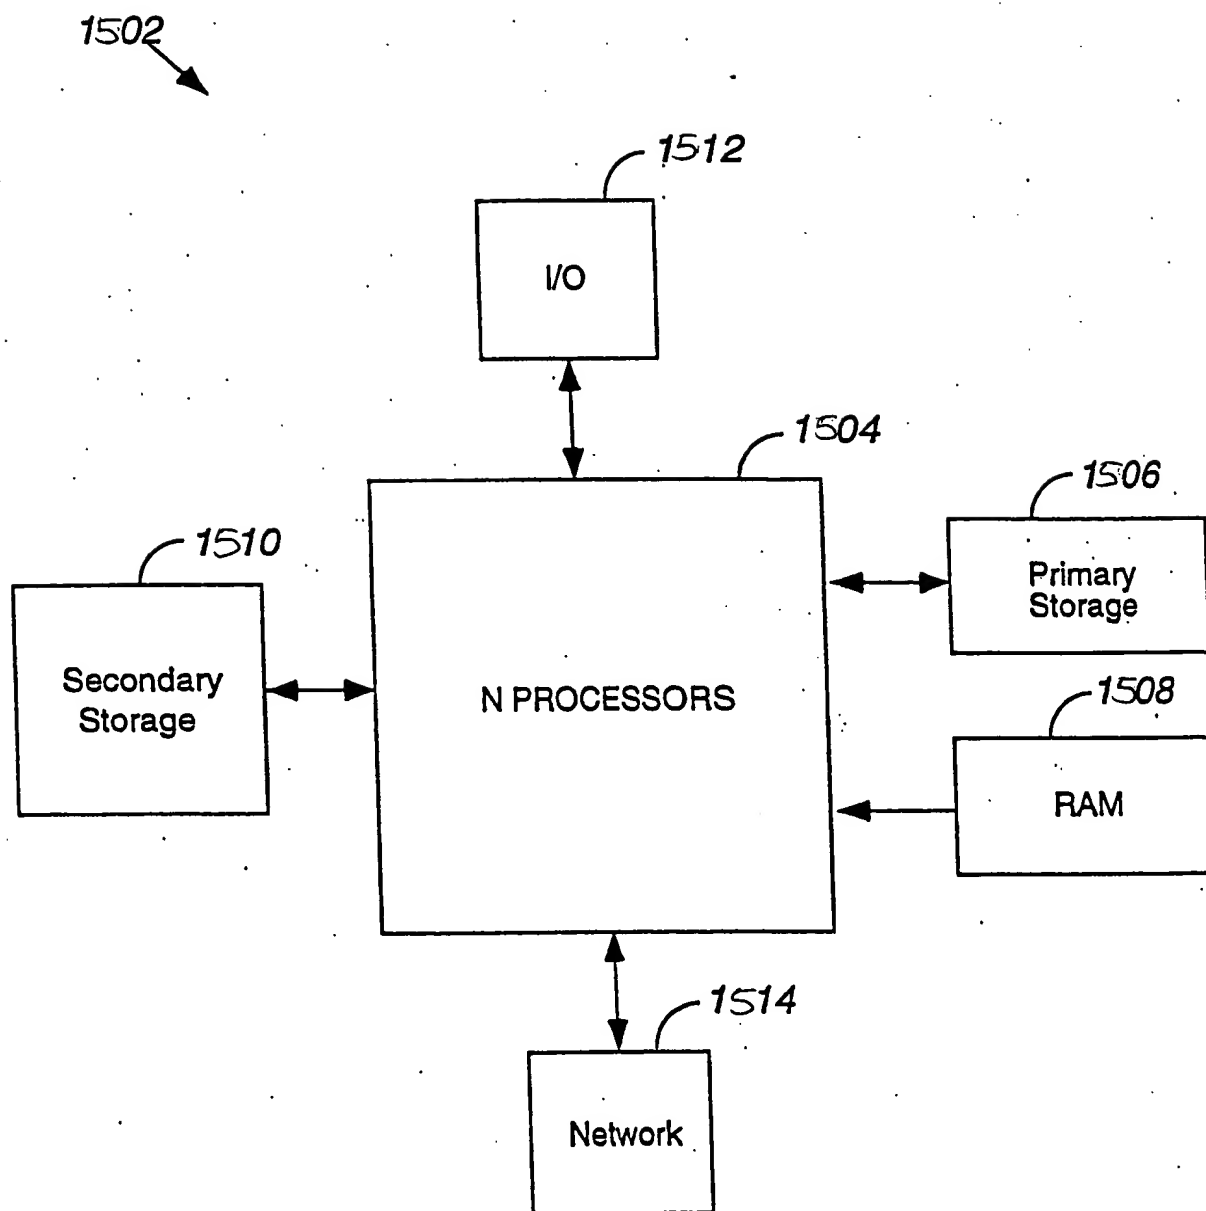 1502
1512
I/O
1504
1506
1510
Primary
Storage
Secondary
Storage
N PROCESSORS
1508
RAM
1514
Network